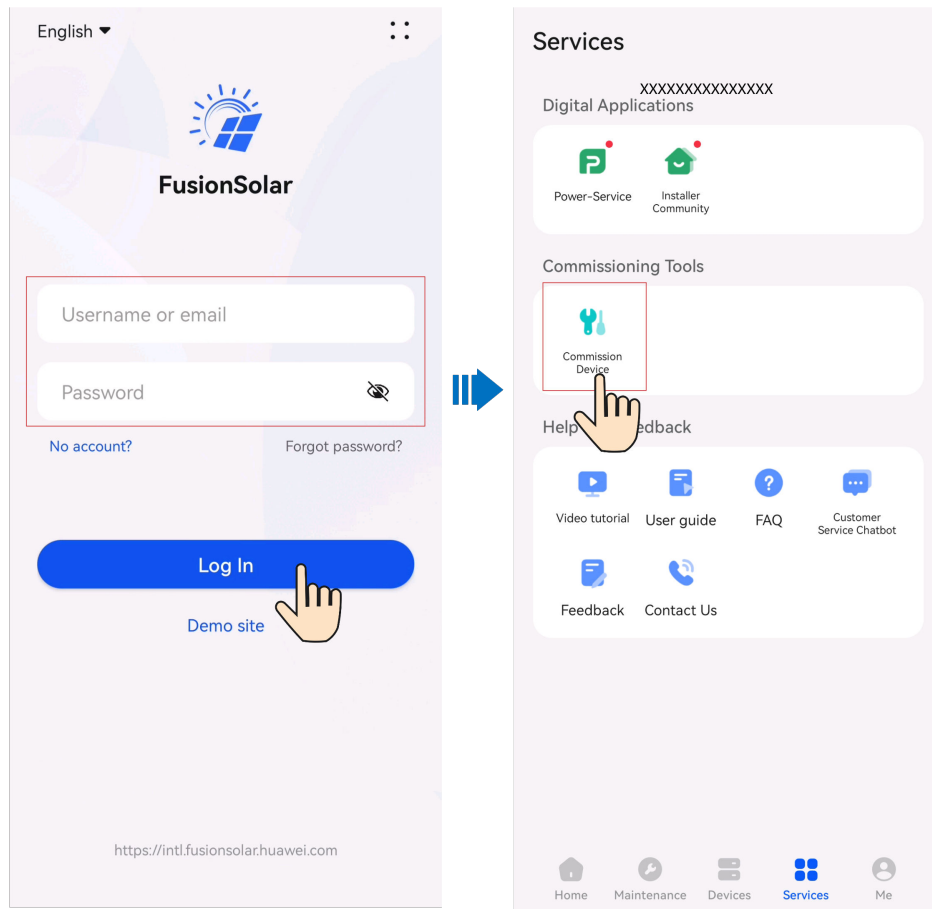 English
FusionSolar
Username or email
Password
No account? Forgot password?
Log In
Demo site
https://intl.fusionsolar.huawei.com
Services
XXXXXXXXXXXXXXX
Digital Applications
Power-Service
Installer
Community
Commissioning Tools
Commission
Device
Help edback
Video tutorial
User guide
FAQ
Customer
Service Chatbot
Feedback
Contact Us
Home Maintenance Devices Services Me